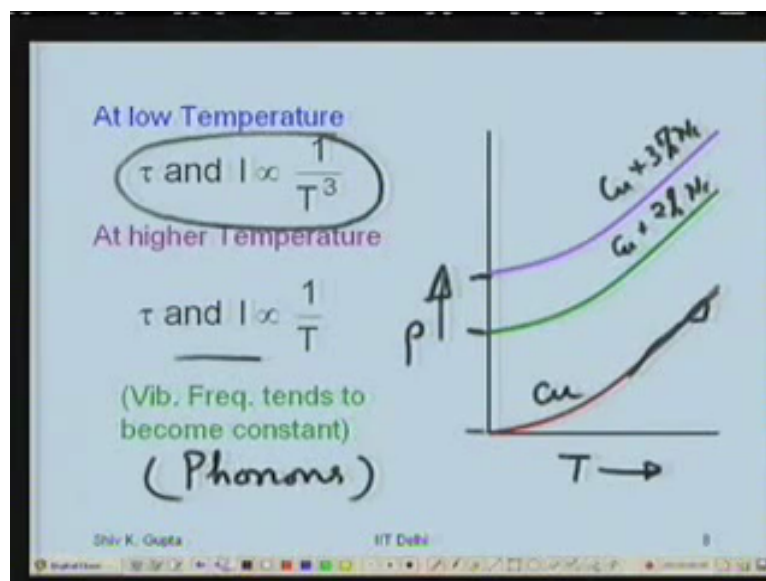 At low Temperature
τ and l ∝ 1/T³
At higher Temperature
τ and l ∝ 1/T
(Vib. Freq. tends to
become constant)
(Phonons)
Cu + 3% Ni
Cu + 2% Ni
ρ
Cu
T
Shiv K. Gupta IIT Delhi 8